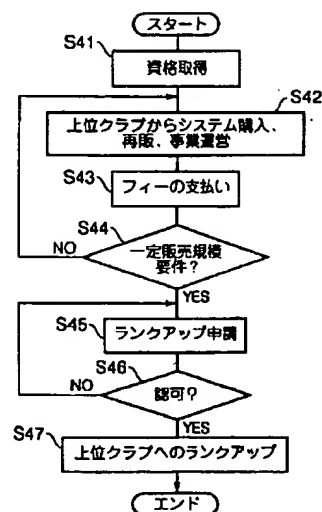 スタート
S41
資格取得
S42
上位クラブからシステム購入、
再販、事業運営
S43
フィーの支払い
S44
一定販売規模
要件?
NO
YES
S45
ランクアップ申請
S46
認可?
NO
YES
S47
上位クラブへのランクアップ
エンド